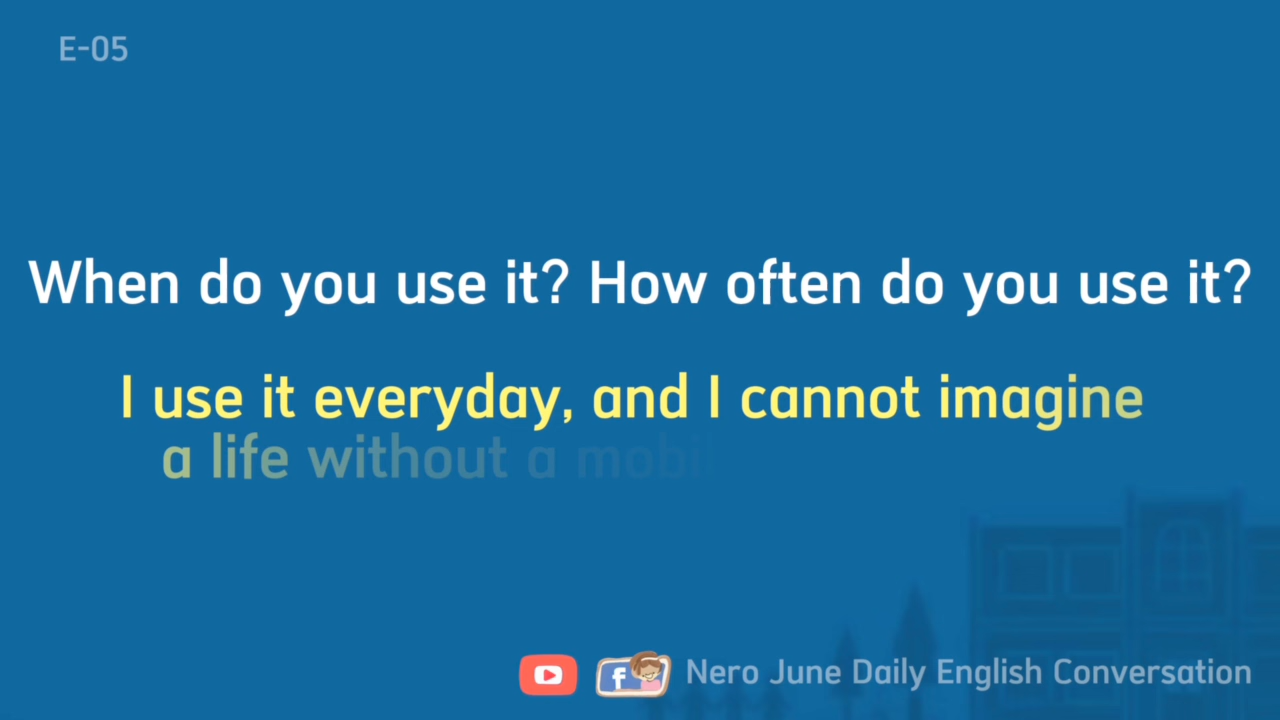 E-05
When do you use it? How often do you use it?
I use it everyday, and I cannot imagine
a life without a
Nero June Daily English Conversation